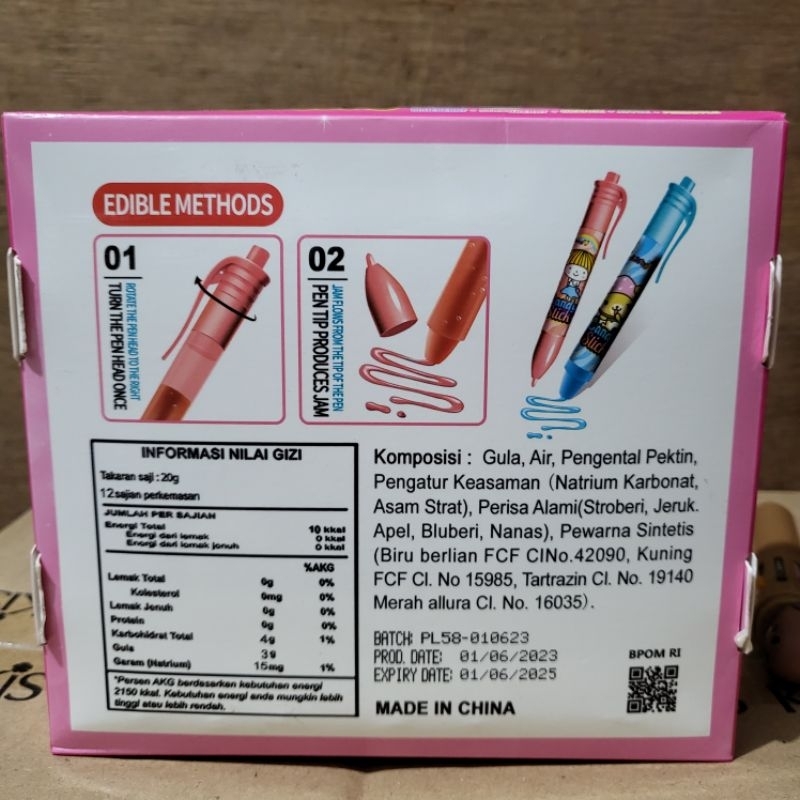 EDIBLE METHODS
01
ROTATE THE PEN HEAD TO THE RIGHT
TURN THE PEN HEAD ONCE
02
JAM FLOWS FROM THE TIP OF THE PEN
PEN TIP PRODUCES JAM
INFORMASI NILAI GIZI
Takaran saji : 20g
12 sajian perkemasan
JUMLAH PER SAJIAN
Energi Total 10 kkal
Energi dari lemak 0 kkal
Energi dari lemak jenuh 0 kkal
%AKG
Lemak Total 0g 0%
Kolesterol 0mg 0%
Lemak Jenuh 0g 0%
Protein 0g 0%
Karbohidrat Total 4g 1%
Gula 3g
Garam (Natrium) 15mg 1%
*Persen AKG berdasarkan kebutuhan energi
2150 kkal. Kebutuhan energi anda mungkin lebih
tinggi atau lebih rendah.
Komposisi : Gula, Air, Pengental Pektin,
Pengatur Keasaman (Natrium Karbonat,
Asam Strat), Perisa Alami(Stroberi, Jeruk.
Apel, Bluberi, Nanas), Pewarna Sintetis
(Biru berlian FCF CINo.42090, Kuning
FCF CI. No 15985, Tartrazin CI. No. 19140
Merah allura CI. No. 16035).
BATCH: PL58-010623
PROD. DATE: 01/06/2023
EXPIRY DATE: 01/06/2025
BPOM RI
MADE IN CHINA